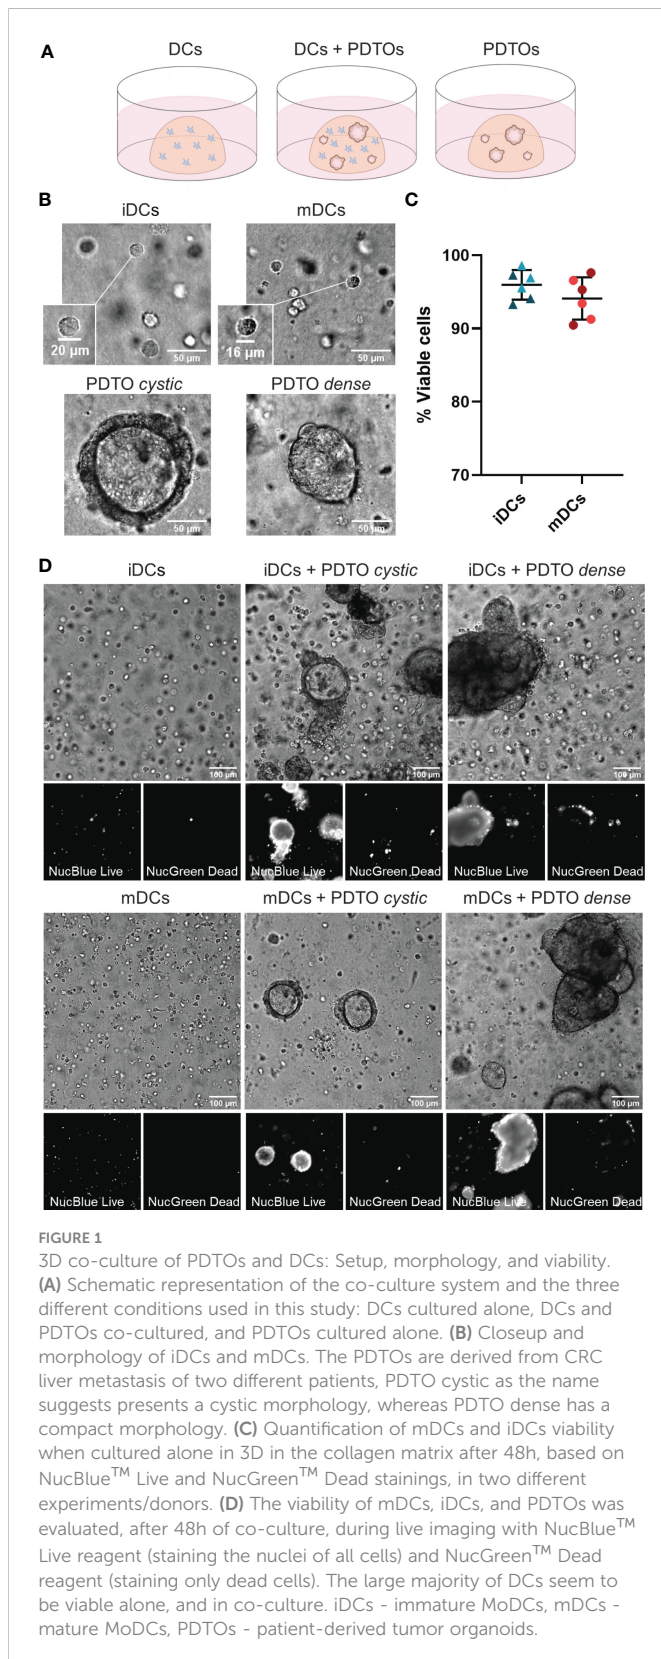 A
DCs
DCs + PDTOs
PDTOs
B
iDCs
mDCs
20 µm
50 µm
16 µm
50 µm
PDTO cystic
PDTO dense
50 µm
50 µm
C
100
90
80
70
% Viable cells
iDCs
mDCs
D
iDCs
iDCs + PDTO cystic
iDCs + PDTO dense
100 µm
100 µm
100 µm
NucBlue Live
NucGreen Dead
NucBlue Live
NucGreen Dead
NucBlue Live
NucGreen Dead
mDCs
mDCs + PDTO cystic
mDCs + PDTO dense
100 µm
100 µm
100 µm
NucBlue Live
NucGreen Dead
NucBlue Live
NucGreen Dead
NucBlue Live
NucGreen Dead
FIGURE 1
3D co-culture of PDTOs and DCs: Setup, morphology, and viability.
(A) Schematic representation of the co-culture system and the three
different conditions used in this study: DCs cultured alone, DCs and
PDTOs co-cultured, and PDTOs cultured alone. (B) Closeup and
morphology of iDCs and mDCs. The PDTOs are derived from CRC
liver metastasis of two different patients, PDTO cystic as the name
suggests presents a cystic morphology, whereas PDTO dense has a
compact morphology. (C) Quantification of mDCs and iDCs viability
when cultured alone in 3D in the collagen matrix after 48h, based on
NucBlue™ Live and NucGreen™ Dead stainings, in two different
experiments/donors. (D) The viability of mDCs, iDCs, and PDTOs was
evaluated, after 48h of co-culture, during live imaging with NucBlue™
Live reagent (staining the nuclei of all cells) and NucGreen™ Dead
reagent (staining only dead cells). The large majority of DCs seem to
be viable alone, and in co-culture. iDCs - immature MoDCs, mDCs -
mature MoDCs, PDTOs - patient-derived tumor organoids.